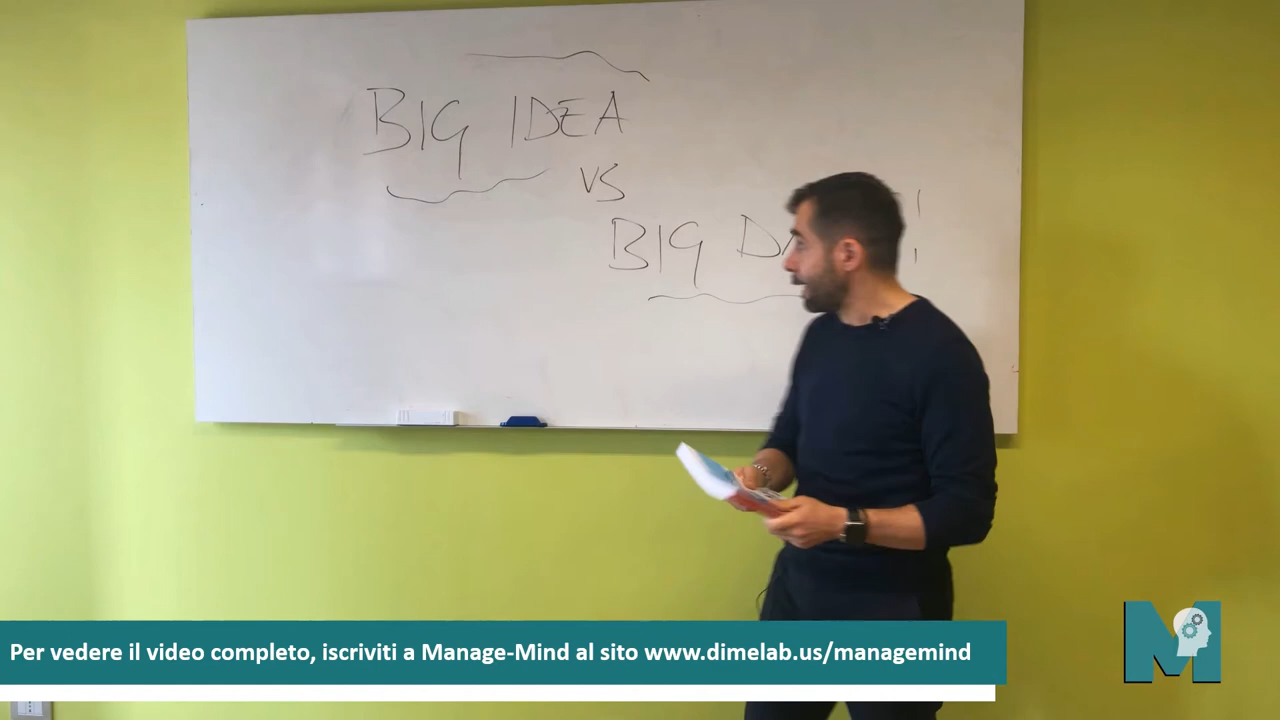 BIG IDEA
VS
BIG
Per vedere il video completo, iscriviti a Manage-Mind al sito www.dimelab.us/managemind
M